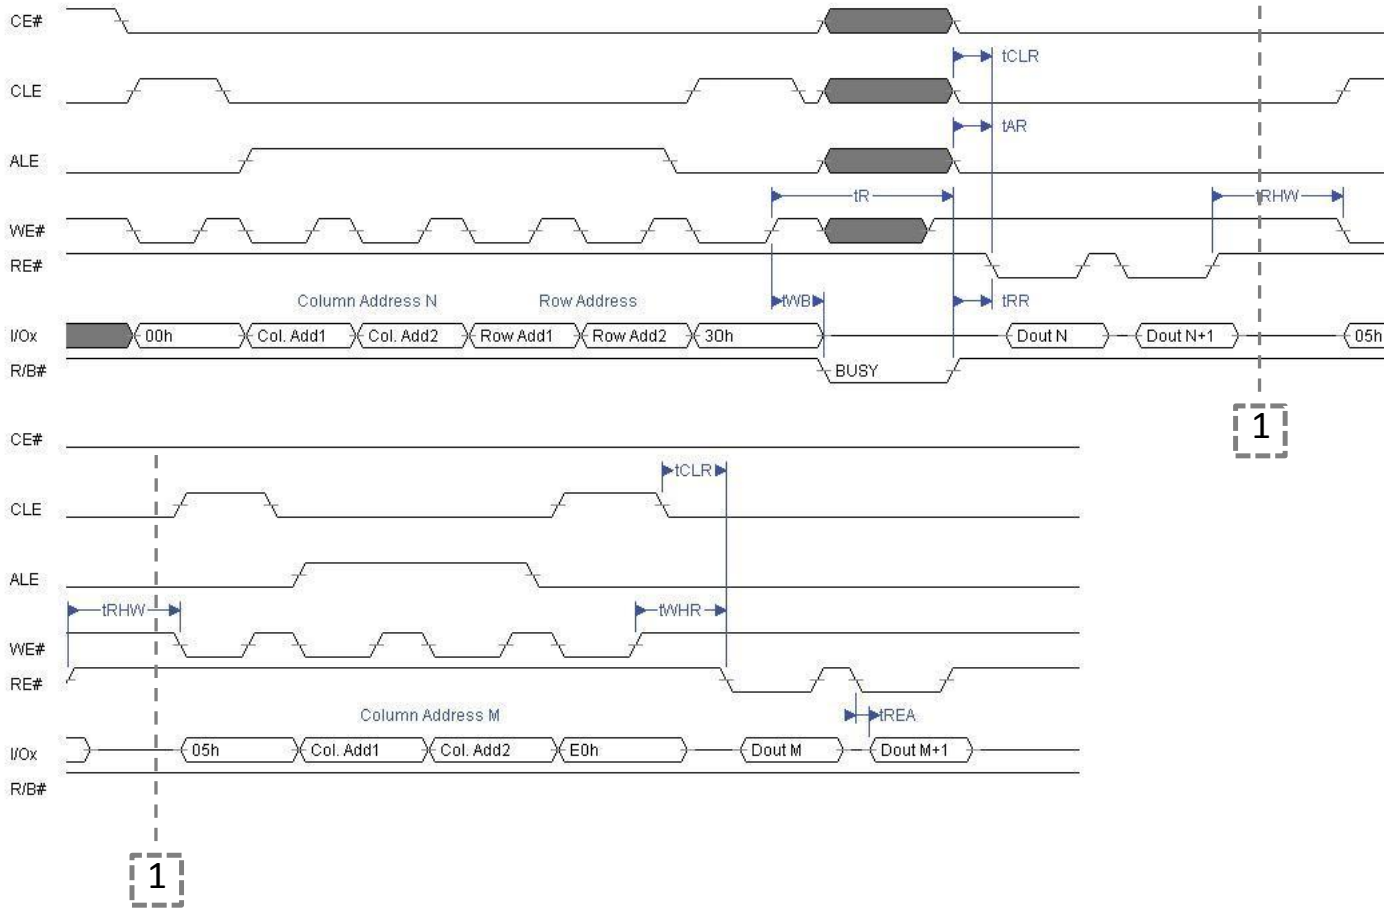 CE#
tCLR
CLE
tAR
ALE
tR
tRHW
WE#
RE#
Column Address N Row Address tWB tRR
I/Ox 00h Col. Add1 Col. Add2 Row Add1 Row Add2 30h Dout N Dout N+1 05h
R/B# BUSY
1
CE#
tCLR
CLE
ALE
tRHW tWHR
WE#
RE#
Column Address M tREA
I/Ox 05h Col. Add1 Col. Add2 E0h Dout M Dout M+1
R/B#
1